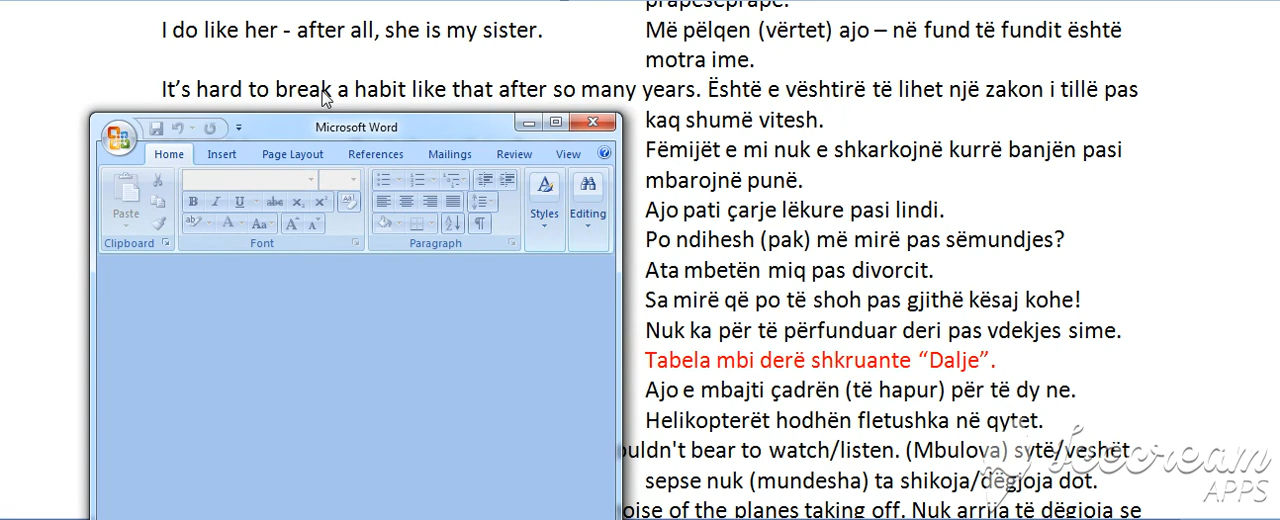 prapëseprapë.
I do like her - after all, she is my sister. Më pëlqen (vërtet) ajo – në fund të fundit është
motra ime.
It's hard to break a habit like that after so many years. Është e vështirë të lihet një zakon i tillë pas
kaq shumë vitesh.
Microsoft Word
Home Insert Page Layout References Mailings Review View
Paste
Styles
Editing
Clipboard Font Paragraph
Fëmijët e mi nuk e shkarkojnë kurrë banjën pasi
mbarojnë punë.
Ajo pati çarje lëkure pasi lindi.
Po ndihesh (pak) më mirë pas sëmundjes?
Ata mbetën miq pas divorcit.
Sa mirë që po të shoh pas gjithë kësaj kohe!
Nuk ka për të përfunduar deri pas vdekjes sime.
Tabela mbi derë shkruante “Dalje”.
Ajo e mbajti çadrën (të hapur) për të dy ne.
Helikopterët hodhën fletushka në qytet.
ouldn't bear to watch/listen. (Mbulova) sytë/veshët
sepse nuk (mundesha) ta shikoja/dëgjoja dot.
oise of the planes taking off. Nuk arrija të dëgjoja se
Icecream
APPS